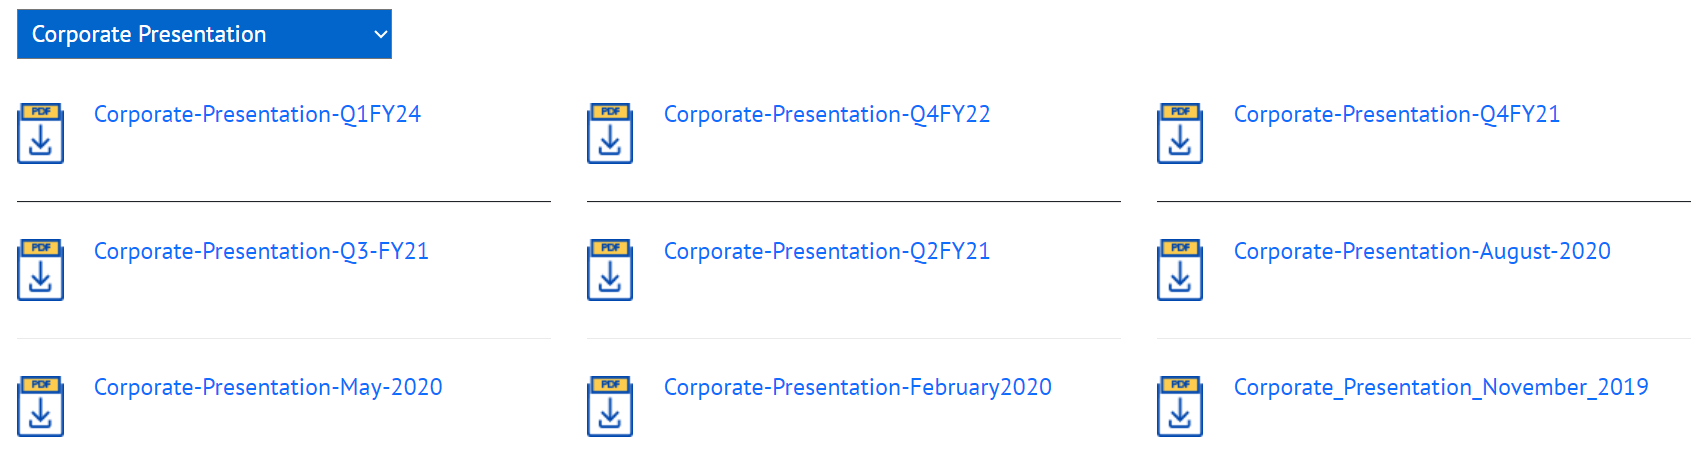 Corporate Presentation
PDF Corporate-Presentation-Q1FY24
PDF Corporate-Presentation-Q4FY22
PDF Corporate-Presentation-Q4FY21
PDF Corporate-Presentation-Q3-FY21
PDF Corporate-Presentation-Q2FY21
PDF Corporate-Presentation-August-2020
PDF Corporate-Presentation-May-2020
PDF Corporate-Presentation-February2020
PDF Corporate_Presentation_November_2019